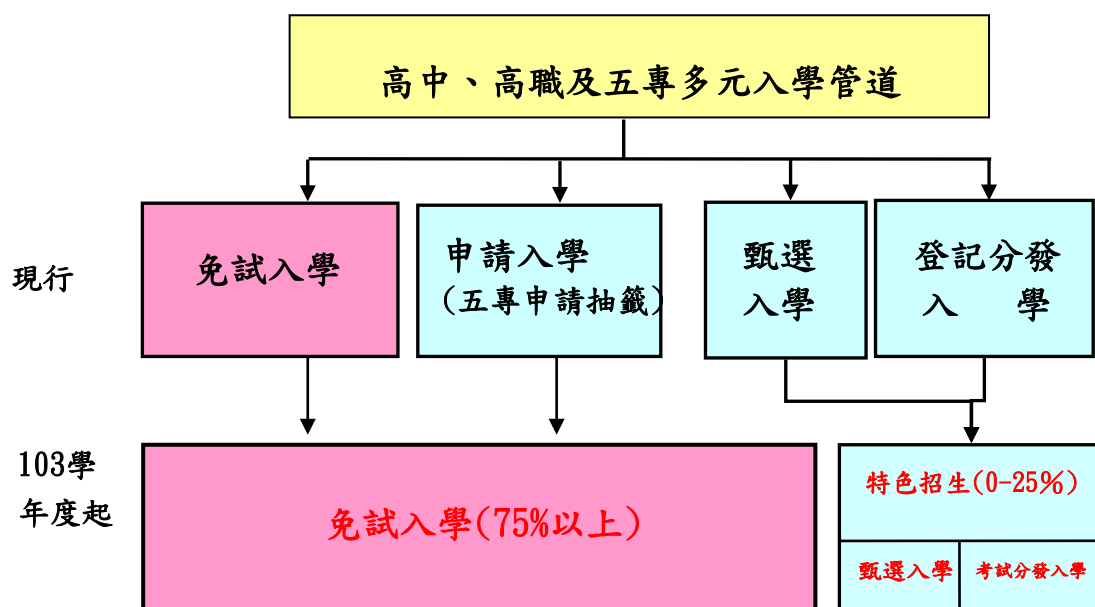 高中、高職及五專多元入學管道
現行
免試入學
申請入學
(五專申請抽籤)
甄選
入學
登記分發
入 學
103學
年度起
免試入學(75%以上)
特色招生(0-25%)
甄選入學
考試分發入學